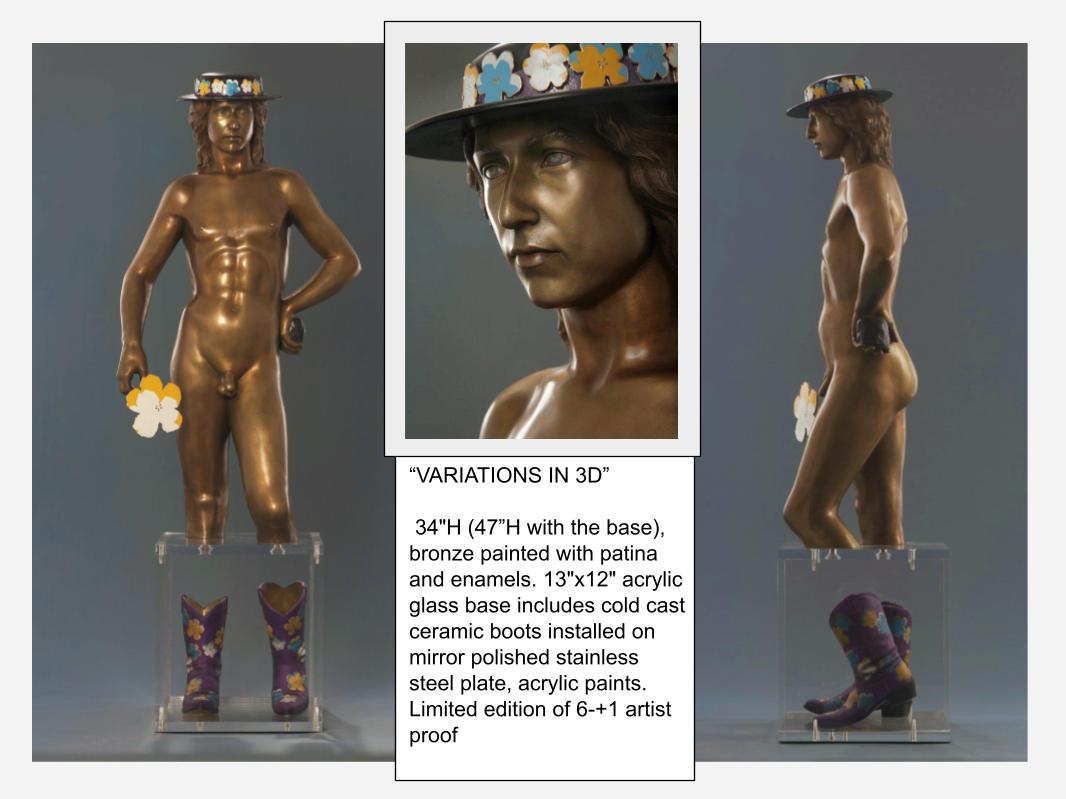 “VARIATIONS IN 3D”
34"H (47”H with the base),
bronze painted with patina
and enamels. 13"x12" acrylic
glass base includes cold cast
ceramic boots installed on
mirror polished stainless
steel plate, acrylic paints.
Limited edition of 6-+1 artist
proof